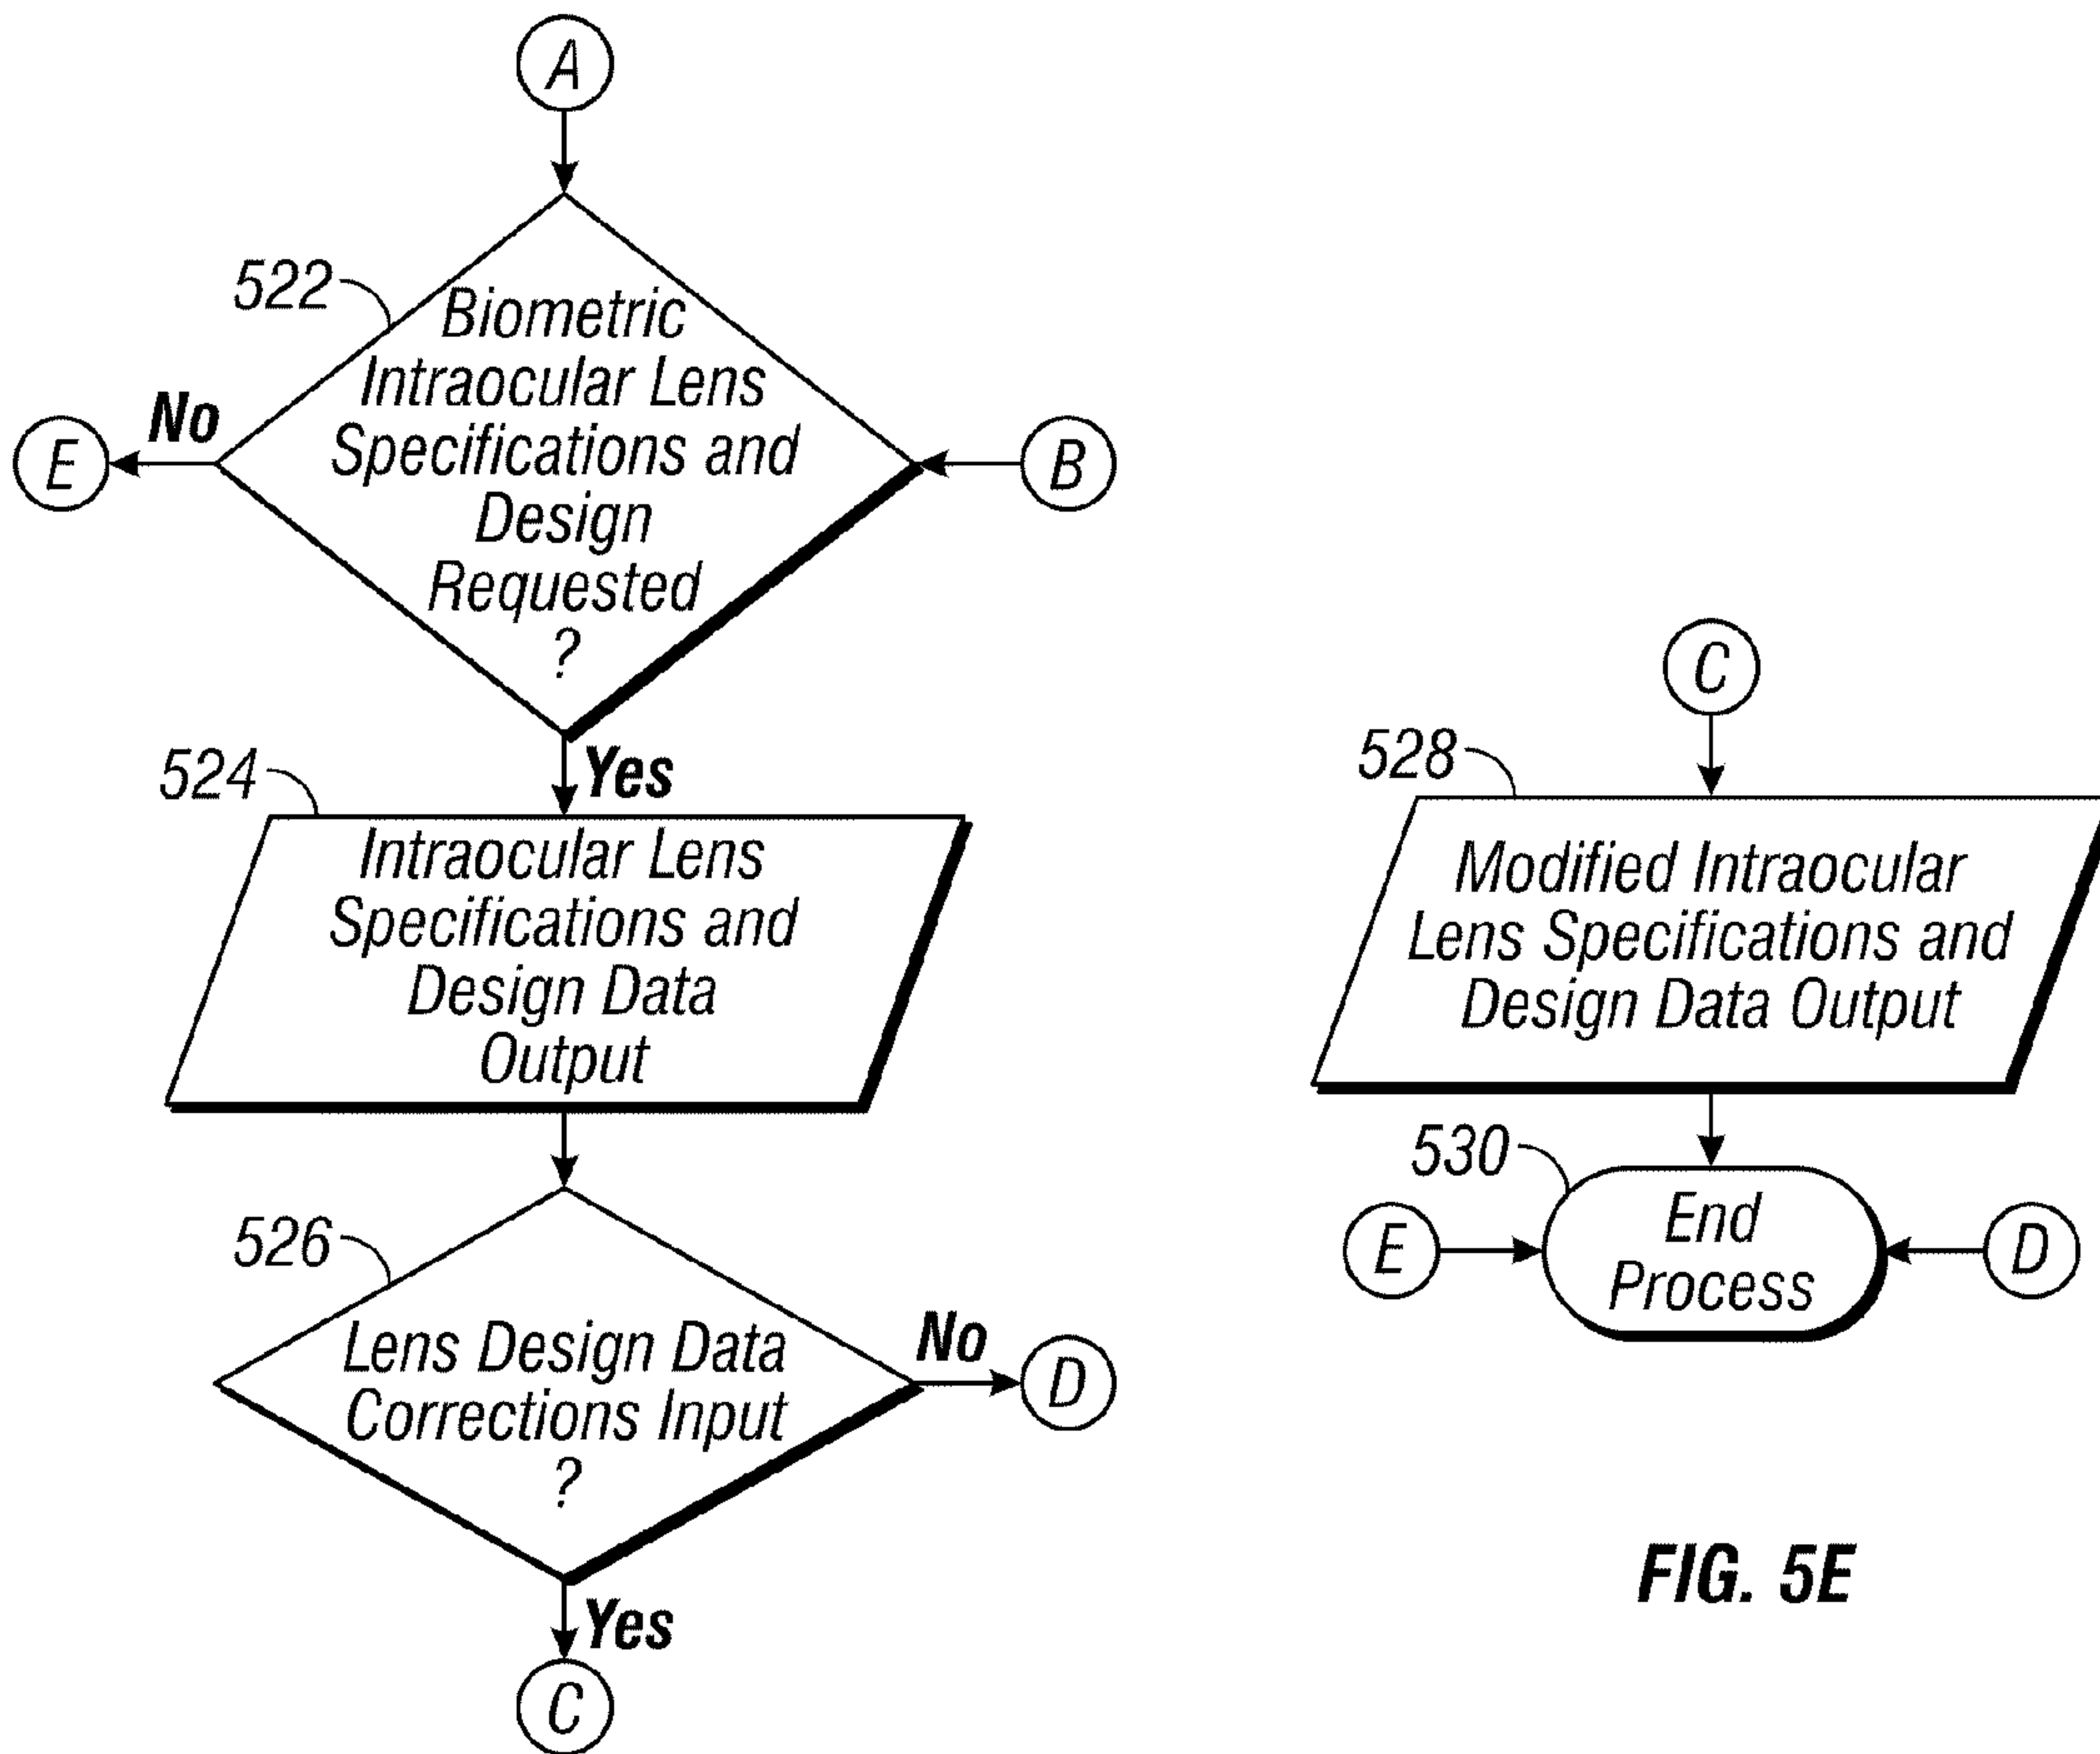 A
522
Biometric
Intraocular Lens
Specifications and
Design
Requested
?
No
E
B
Yes
524
Intraocular Lens
Specifications and
Design Data
Output
526
Lens Design Data
Corrections Input
?
No
D
Yes
C
C
528
Modified Intraocular
Lens Specifications and
Design Data Output
530
End
Process
E
D
FIG. 5E